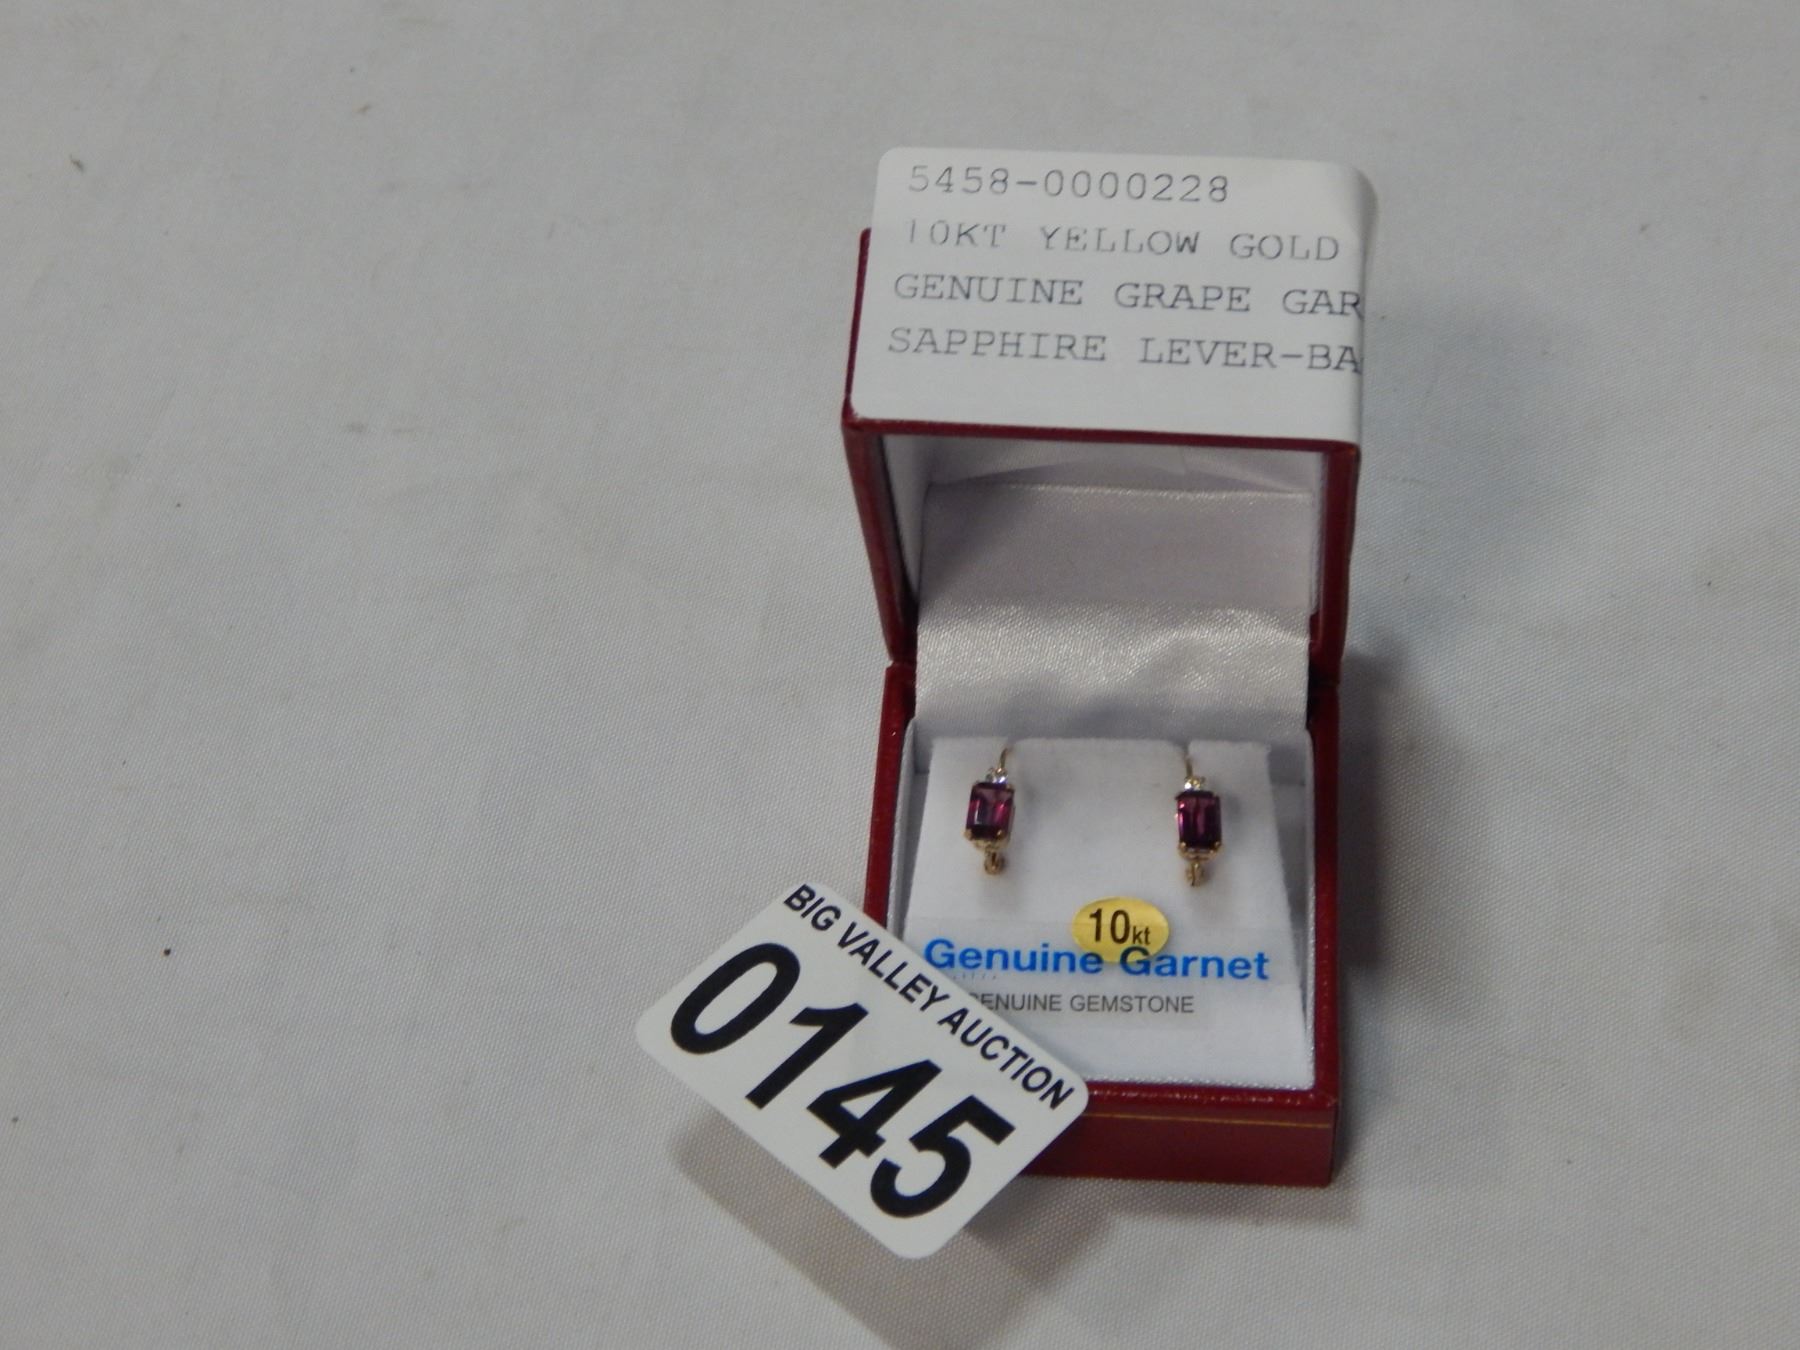 5458-0000228
10KT YELLOW GOLD
GENUINE GRAPE GAR
SAPPHIRE LEVER-BA
10kt
Genuine Garnet
GENUINE GEMSTONE
BIG VALLEY AUCTION
0145